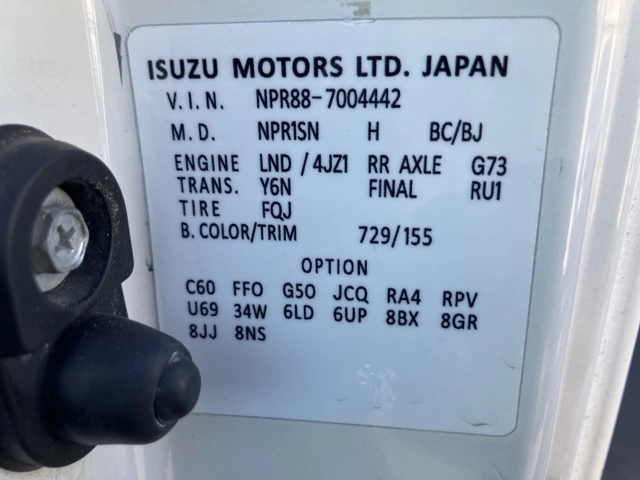 ISUZU MOTORS LTD. JAPAN
V.I.N. NPR88-7004442
M.D. NPR1SN H BC/BJ
ENGINE LND / 4JZ1 RR AXLE G73
TRANS. Y6N FINAL RU1
TIRE FQJ
B. COLOR/TRIM 729/155
OPTION
C60 FFO G50 JCQ RA4 RPV
U69 34W 6LD 6UP 8BX 8GR
8JJ 8NS